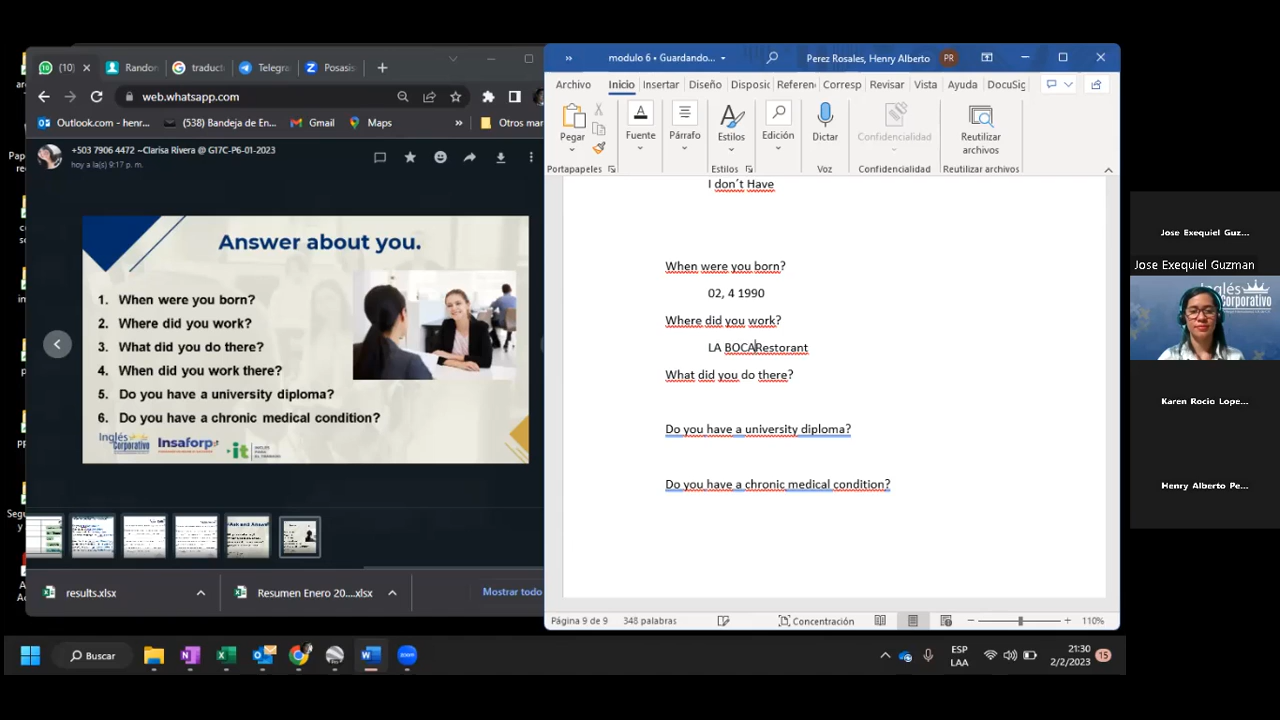 (10)
Randon
traducto
Telegra
Posasis
web.whatsapp.com
Outlook.com - henr...
(538) Bandeja de En...
Gmail
Maps
»
Otros mar
+503 7906 4472 ~Clarisa Rivera @ G17C-P6-01-2023
hoy a la(s) 9:17 p. m.
Answer about you.
1. When were you born?
2. Where did you work?
3. What did you do there?
4. When did you work there?
5. Do you have a university diploma?
6. Do you have a chronic medical condition?
Inglés Corporativo
Insaforp
it
results.xlsx
Resumen Enero 20....xlsx
Mostrar todo
» modulo 6 • Guardando...
Perez Rosales, Henry Alberto
PR
Archivo Inicio Insertar Diseño Disposic Referen Corresp Revisar Vista Ayuda DocuSig
Pegar
Fuente
Párrafo
Estilos
Edición
Dictar
Confidencialidad
Reutilizar archivos
Portapapeles
Estilos
Voz
Confidencialidad
Reutilizar archivos
I don´t Have
When were you born?
02, 4 1990
Where did you work?
LA BOCARestorant
What did you do there?
Do you have a university diploma?
Do you have a chronic medical condition?
Página 9 de 9
348 palabras
Concentración
110%
Jose Exequiel Guz...
Jose Exequiel Guzman
Inglés
Corporativo
Karen Rocio Lope...
Henry Alberto Pe...
Buscar
zoom
ESP
LAA
21:30
2/2/2023
15